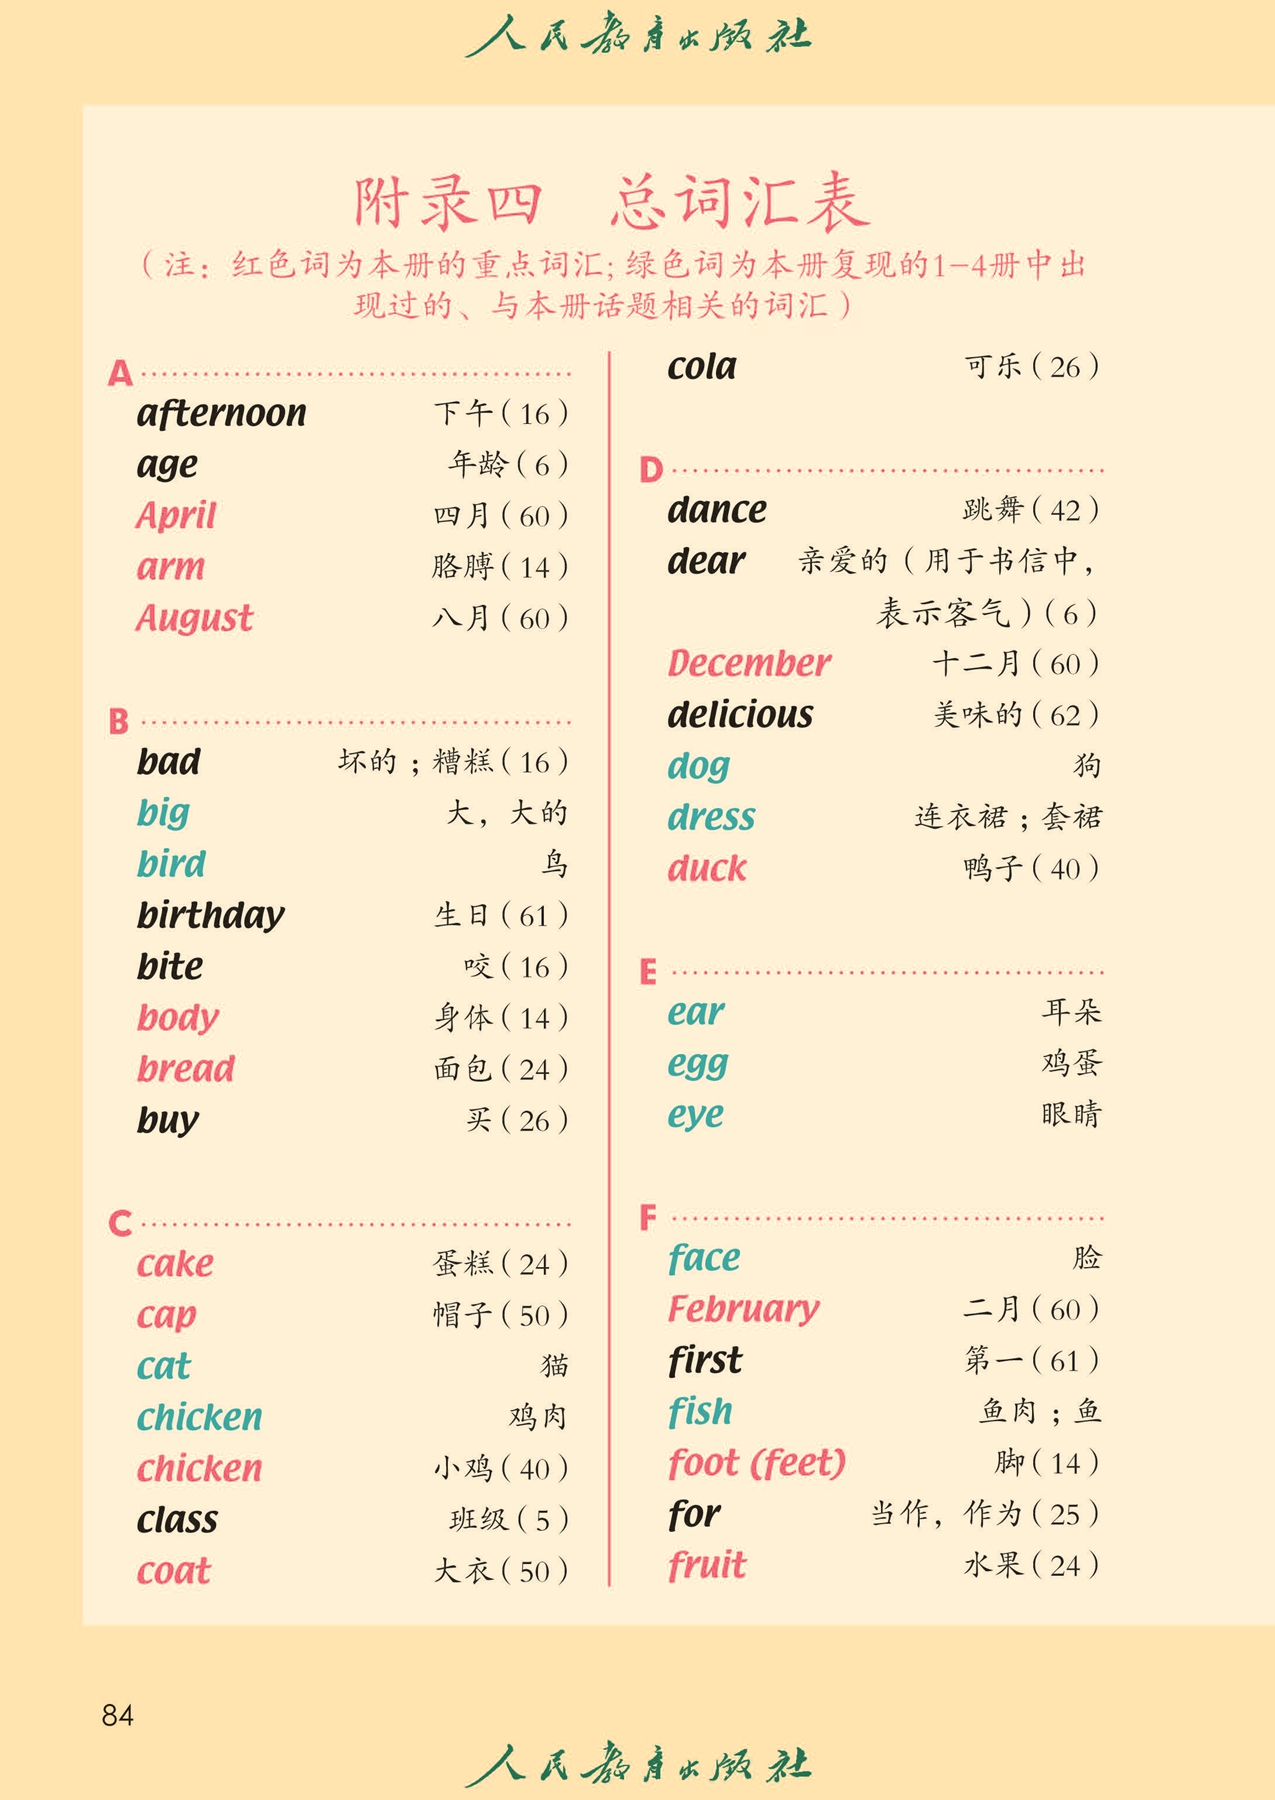 人民教育出版社
附录四 总词汇表
（注：红色词为本册的重点词汇；绿色词为本册复现的1-4册中出
现过的、与本册话题相关的词汇）
A
afternoon 下午（16）
age 年龄（6）
April 四月（60）
arm 胳膊（14）
August 八月（60）
B
bad 坏的；糟糕（16）
big 大，大的
bird 鸟
birthday 生日（61）
bite 咬（16）
body 身体（14）
bread 面包（24）
buy 买（26）
C
cake 蛋糕（24）
cap 帽子（50）
cat 猫
chicken 鸡肉
chicken 小鸡（40）
class 班级（5）
coat 大衣（50）
cola 可乐（26）
D
dance 跳舞（42）
dear 亲爱的（用于书信中，
表示客气）（6）
December 十二月（60）
delicious 美味的（62）
dog 狗
dress 连衣裙；套裙
duck 鸭子（40）
E
ear 耳朵
egg 鸡蛋
eye 眼睛
F
face 脸
February 二月（60）
first 第一（61）
fish 鱼肉；鱼
foot (feet) 脚（14）
for 当作，作为（25）
fruit 水果（24）
84
人民教育出版社